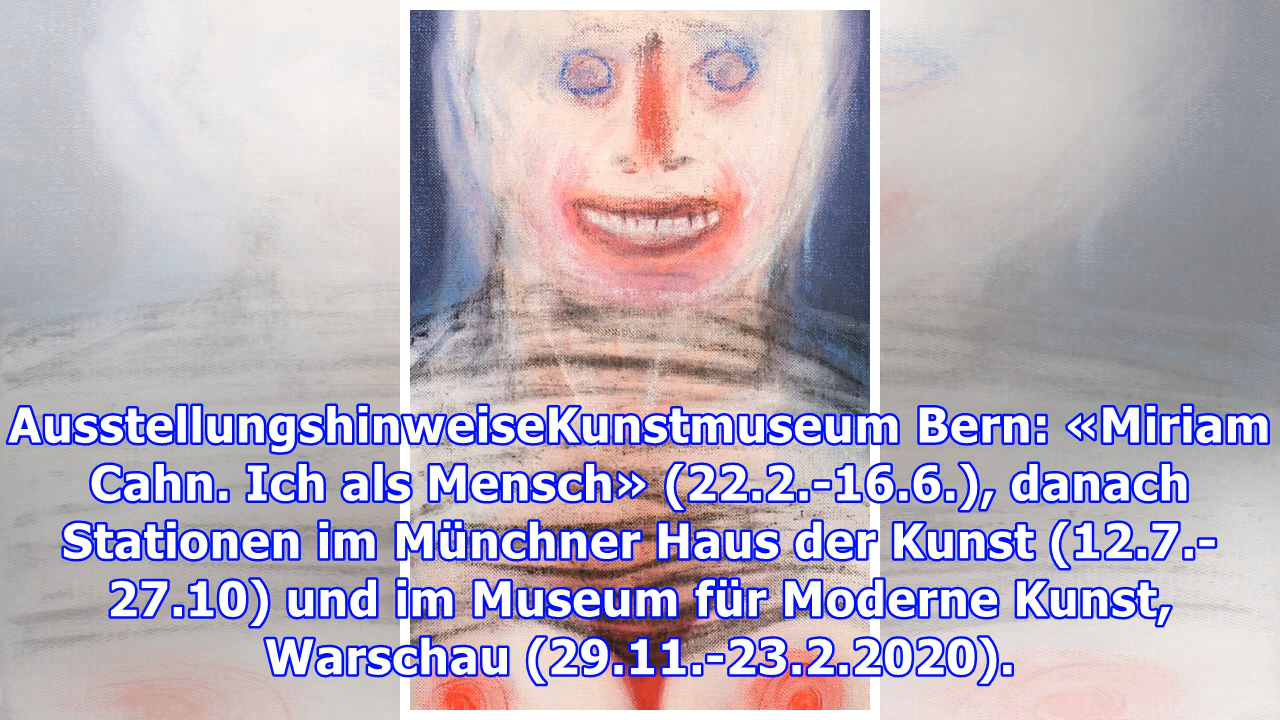 AusstellungshinweiseKunstmuseum Bern: «Miriam
Cahn. Ich als Mensch» (22.2.-16.6.), danach
Stationen im Münchner Haus der Kunst (12.7.-
27.10) und im Museum für Moderne Kunst,
Warschau (29.11.-23.2.2020).